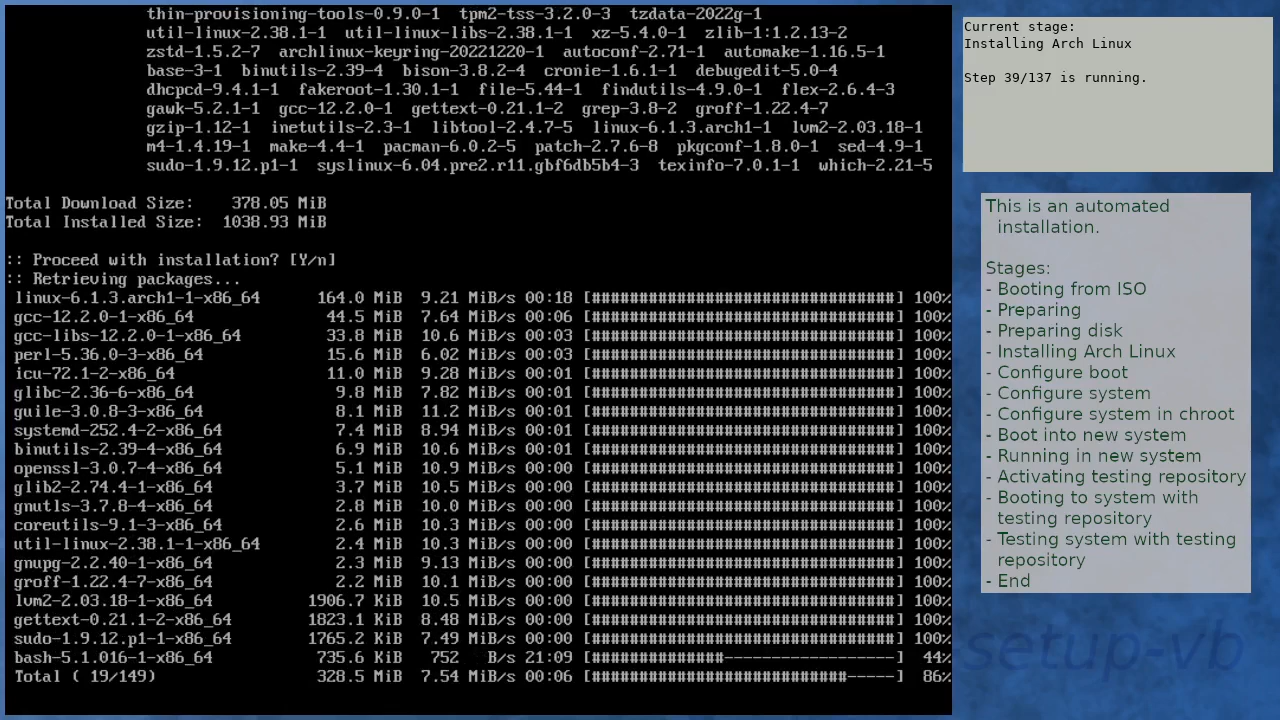 thin-provisioning-tools-0.9.0-1  tpm2-tss-3.2.0-3  tzdata-2022g-1
util-linux-2.38.1-1  util-linux-libs-2.38.1-1  xz-5.4.0-1  zlib-1:1.2.13-2
zstd-1.5.2-7  archlinux-keyring-20221220-1  autoconf-2.71-1  automake-1.16.5-1
base-3-1  binutils-2.39-4  bison-3.8.2-4  cronie-1.6.1-1  debugedit-5.0-4
dhcpcd-9.4.1-1  fakeroot-1.30.1-1  file-5.44-1  findutils-4.9.0-1  flex-2.6.4-3
gawk-5.2.1-1  gcc-12.2.0-1  gettext-0.21.1-2  grep-3.8-2  groff-1.22.4-7
gzip-1.12-1  inetutils-2.3-1  libtool-2.4.7-5  linux-6.1.3.arch1-1  lvm2-2.03.18-1
m4-1.4.19-1  make-4.4-1  pacman-6.0.2-5  patch-2.7.6-8  pkgconf-1.8.0-1  sed-4.9-1
sudo-1.9.12.p1-1  syslinux-6.04.pre2.r11.gbf6db5b4-3  texinfo-7.0.1-1  which-2.21-5
Total Download Size:    378.05 MiB
Total Installed Size:  1038.93 MiB
:: Proceed with installation? [Y/n]
:: Retrieving packages...
linux-6.1.3.arch1-1-x86_64      164.0 MiB  9.21 MiB/s 00:18 [#################################] 100%
gcc-12.2.0-1-x86_64              44.5 MiB  7.64 MiB/s 00:06 [#################################] 100%
gcc-libs-12.2.0-1-x86_64         33.8 MiB  10.6 MiB/s 00:03 [#################################] 100%
perl-5.36.0-3-x86_64             15.6 MiB  6.02 MiB/s 00:03 [#################################] 100%
icu-72.1-2-x86_64                11.0 MiB  9.28 MiB/s 00:01 [#################################] 100%
glibc-2.36-6-x86_64               9.8 MiB  7.82 MiB/s 00:01 [#################################] 100%
guile-3.0.8-3-x86_64              8.1 MiB  11.2 MiB/s 00:01 [#################################] 100%
systemd-252.4-2-x86_64            7.4 MiB  8.94 MiB/s 00:01 [#################################] 100%
binutils-2.39-4-x86_64            6.9 MiB  10.6 MiB/s 00:01 [#################################] 100%
openssl-3.0.7-4-x86_64            5.1 MiB  10.9 MiB/s 00:00 [#################################] 100%
glib2-2.74.4-1-x86_64             3.7 MiB  10.5 MiB/s 00:00 [#################################] 100%
gnutls-3.7.8-4-x86_64             2.8 MiB  10.0 MiB/s 00:00 [#################################] 100%
coreutils-9.1-3-x86_64            2.6 MiB  10.3 MiB/s 00:00 [#################################] 100%
util-linux-2.38.1-1-x86_64        2.4 MiB  10.3 MiB/s 00:00 [#################################] 100%
gnupg-2.2.40-1-x86_64             2.3 MiB  9.13 MiB/s 00:00 [#################################] 100%
groff-1.22.4-7-x86_64             2.2 MiB  10.1 MiB/s 00:00 [#################################] 100%
lvm2-2.03.18-1-x86_64          1906.7 KiB  10.5 MiB/s 00:00 [#################################] 100%
gettext-0.21.1-2-x86_64        1823.1 KiB  8.48 MiB/s 00:00 [#################################] 100%
sudo-1.9.12.p1-1-x86_64        1765.2 KiB  7.49 MiB/s 00:00 [#################################] 100%
bash-5.1.016-1-x86_64           735.6 KiB   752   B/s 21:09 [##############-------------------]  44%
Total ( 19/149)                 328.5 MiB  7.54 MiB/s 00:06 [############################-----]  86%
Current stage:
Installing Arch Linux
Step 39/137 is running.
This is an automated
installation.
Stages:
- Booting from ISO
- Preparing
- Preparing disk
- Installing Arch Linux
- Configure boot
- Configure system
- Configure system in chroot
- Boot into new system
- Running in new system
- Activating testing repository
- Booting to system with
testing repository
- Testing system with testing
repository
- End
setup-vb